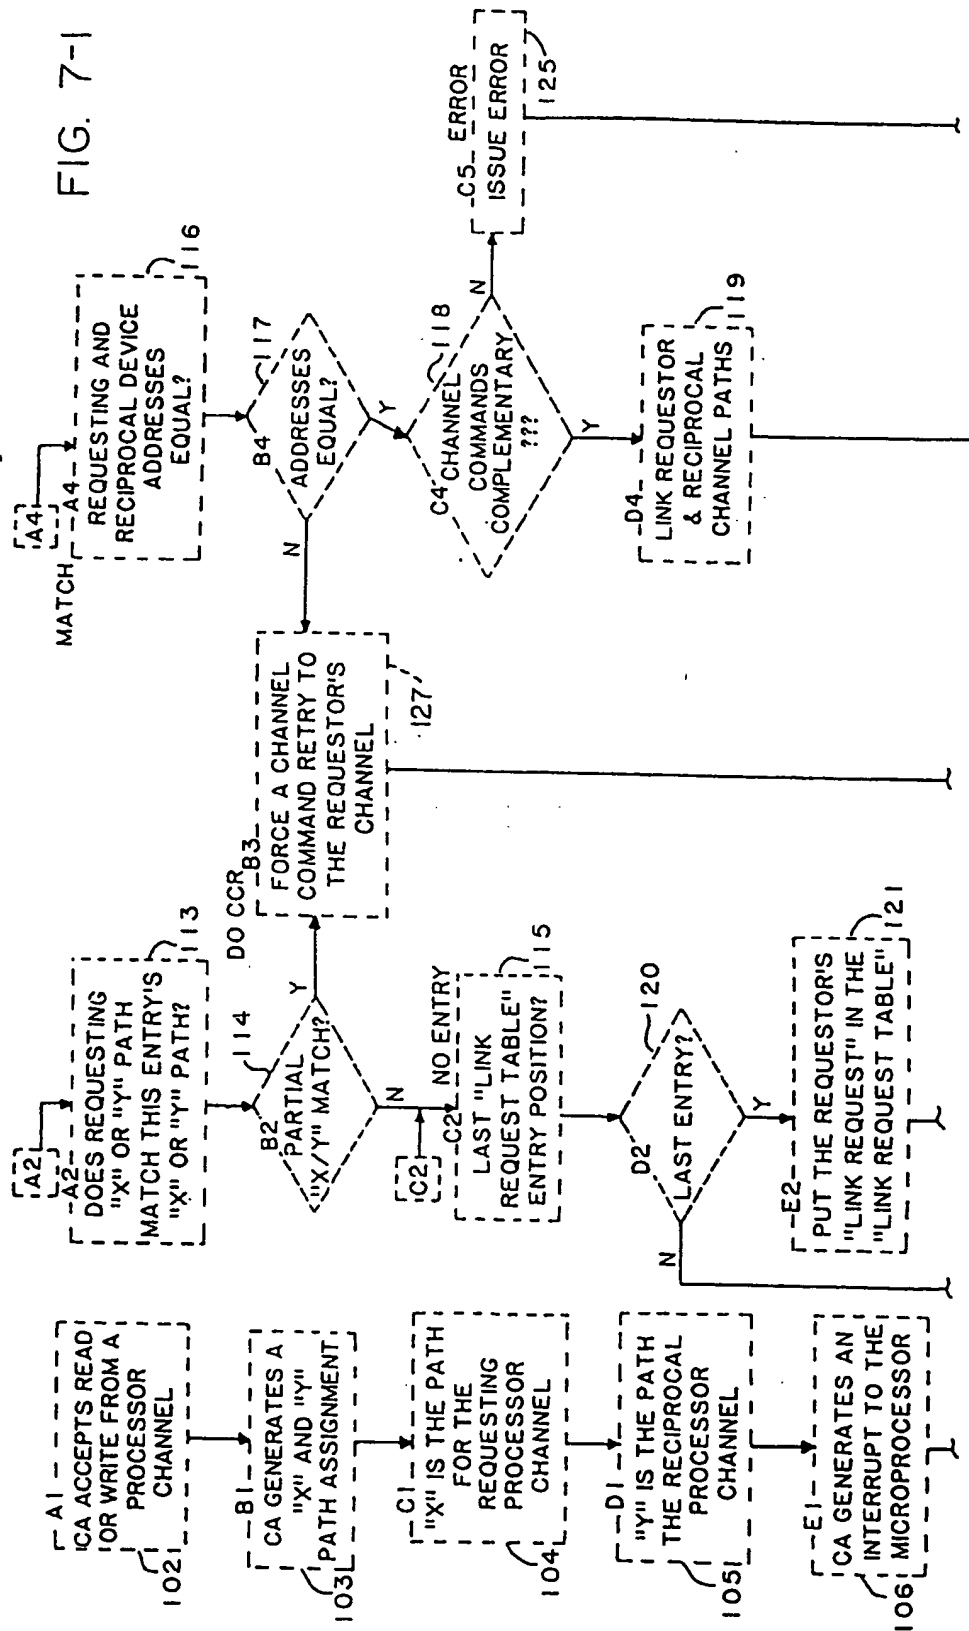 FIG. 7-1
A1
CA ACCEPTS READ
OR WRITE FROM A
PROCESSOR
CHANNEL
102
B1
CA GENERATES A
"X" AND "Y"
PATH ASSIGNMENT
103
C1
"X" IS THE PATH
FOR THE
REQUESTING
PROCESSOR
CHANNEL
104
D1
"Y" IS THE PATH
THE RECIPROCAL
PROCESSOR
CHANNEL
105
E1
CA GENERATES AN
INTERRUPT TO THE
MICROPROCESSOR
106
A2
A2
DOES REQUESTING
"X" OR "Y" PATH
MATCH THIS ENTRY'S
"X" OR "Y" PATH?
113
B2
PARTIAL
"X/Y" MATCH?
114
Y
N
C2
C2
NO ENTRY
LAST "LINK
REQUEST TABLE"
ENTRY POSITION?
115
D2
LAST ENTRY?
120
N
Y
E2
PUT THE REQUESTOR'S
"LINK REQUEST" IN THE
"LINK REQUEST TABLE"
121
DO CCR
B3
FORCE A CHANNEL
COMMAND RETRY TO
THE REQUESTOR'S
CHANNEL
127
A4
MATCH
A4
REQUESTING AND
RECIPROCAL DEVICE
ADDRESSES
EQUAL?
116
B4
ADDRESSES
EQUAL?
117
N
Y
C4
CHANNEL
COMMANDS
COMPLEMENTARY
???
118
N
Y
D4
LINK REQUESTOR
& RECIPROCAL
CHANNEL PATHS
119
C5
ERROR
ISSUE ERROR
125